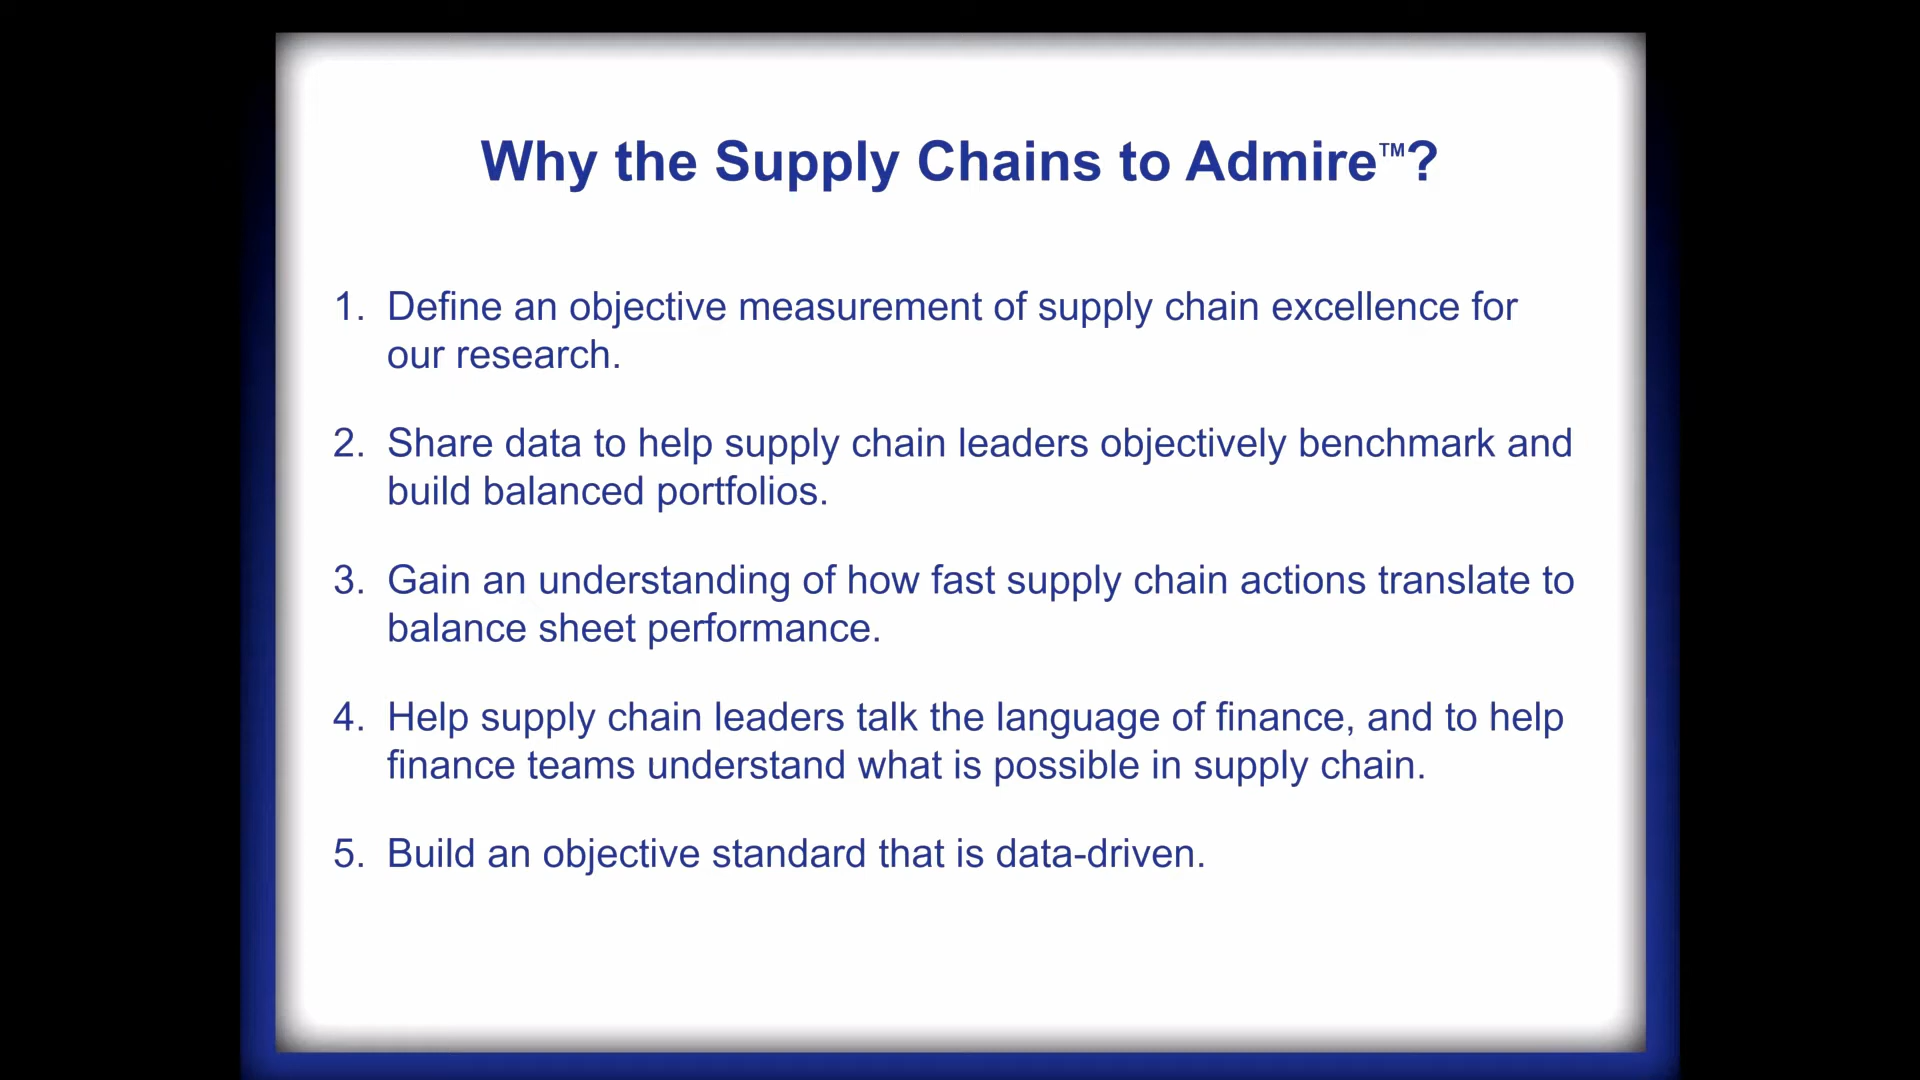 Why the Supply Chains to Admire™?
1. Define an objective measurement of supply chain excellence for
our research.
2. Share data to help supply chain leaders objectively benchmark and
build balanced portfolios.
3. Gain an understanding of how fast supply chain actions translate to
balance sheet performance.
4. Help supply chain leaders talk the language of finance, and to help
finance teams understand what is possible in supply chain.
5. Build an objective standard that is data-driven.